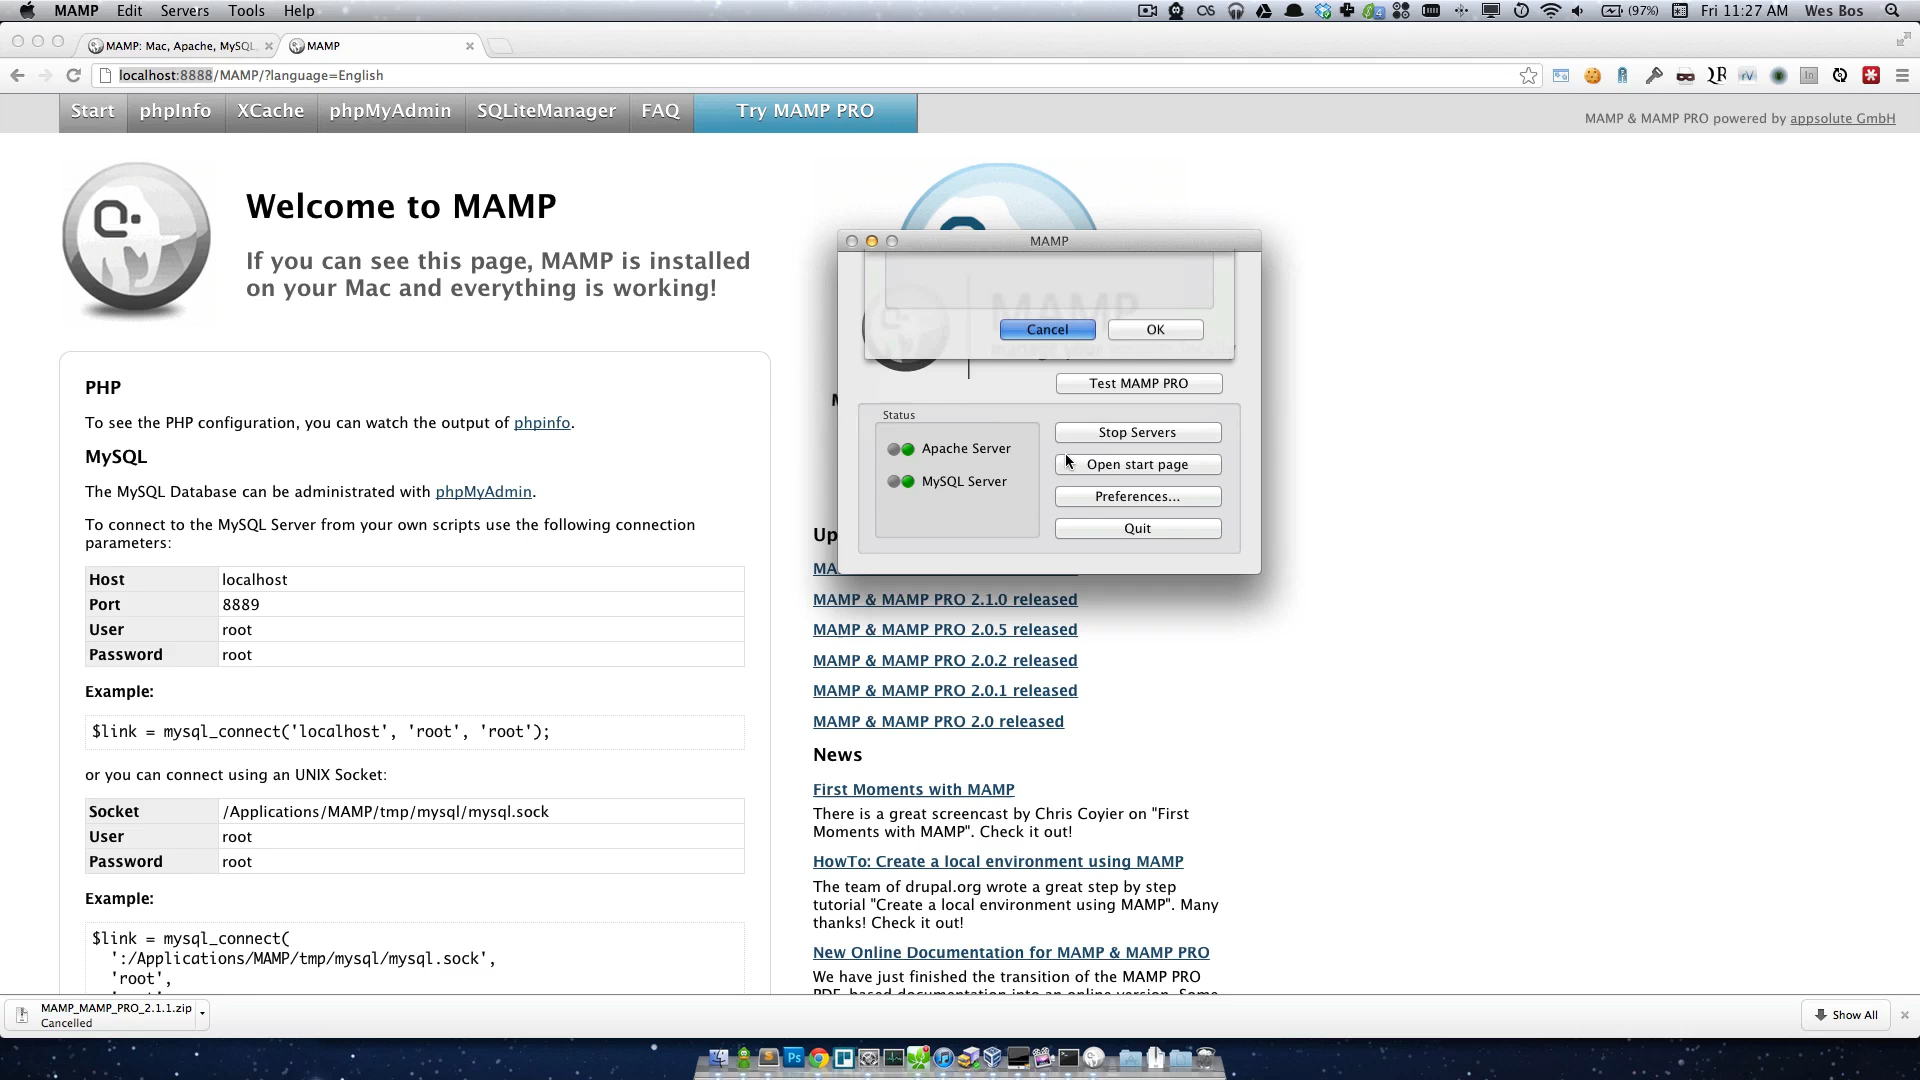 MAMP Edit Servers Tools Help
(97%) Fri 11:27 AM Wes Bos
MAMP: Mac, Apache, MySQL,
MAMP
localhost:8888/MAMP/?language=English
Start phpInfo XCache phpMyAdmin SQLiteManager FAQ Try MAMP PRO
MAMP & MAMP PRO powered by appsolute GmbH
Welcome to MAMP
If you can see this page, MAMP is installed
on your Mac and everything is working!
PHP
To see the PHP configuration, you can watch the output of phpinfo.
MySQL
The MySQL Database can be administrated with phpMyAdmin.
To connect to the MySQL Server from your own scripts use the following connection
parameters:
Host localhost
Port 8889
User root
Password root
Example:
$link = mysql_connect('localhost', 'root', 'root');
or you can connect using an UNIX Socket:
Socket /Applications/MAMP/tmp/mysql/mysql.sock
User root
Password root
Example:
$link = mysql_connect(
':/Applications/MAMP/tmp/mysql/mysql.sock',
'root',
MAMP
MAMP
Cancel OK
Test MAMP PRO
Status
Apache Server
MySQL Server
Stop Servers
Open start page
Preferences...
Quit
Up
MA
MAMP & MAMP PRO 2.1.0 released
MAMP & MAMP PRO 2.0.5 released
MAMP & MAMP PRO 2.0.2 released
MAMP & MAMP PRO 2.0.1 released
MAMP & MAMP PRO 2.0 released
News
First Moments with MAMP
There is a great screencast by Chris Coyier on "First
Moments with MAMP". Check it out!
HowTo: Create a local environment using MAMP
The team of drupal.org wrote a great step by step
tutorial "Create a local environment using MAMP". Many
thanks! Check it out!
New Online Documentation for MAMP & MAMP PRO
We have just finished the transition of the MAMP PRO
PDF-based documentation into an online version. Some
MAMP_MAMP_PRO_2.1.1.zip
Cancelled
Show All